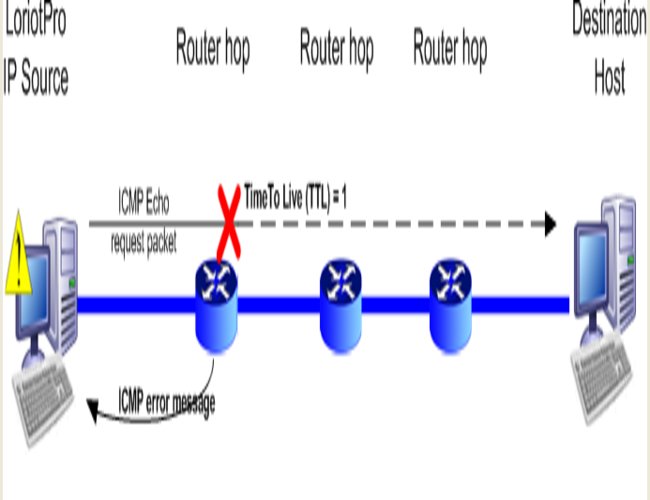 LoriotPro
IP Source
Router hop
Router hop
Router hop
Destination
Host
ICMP Echo
request packet
TimeTo Live (TTL) = 1
!
ICMP error message